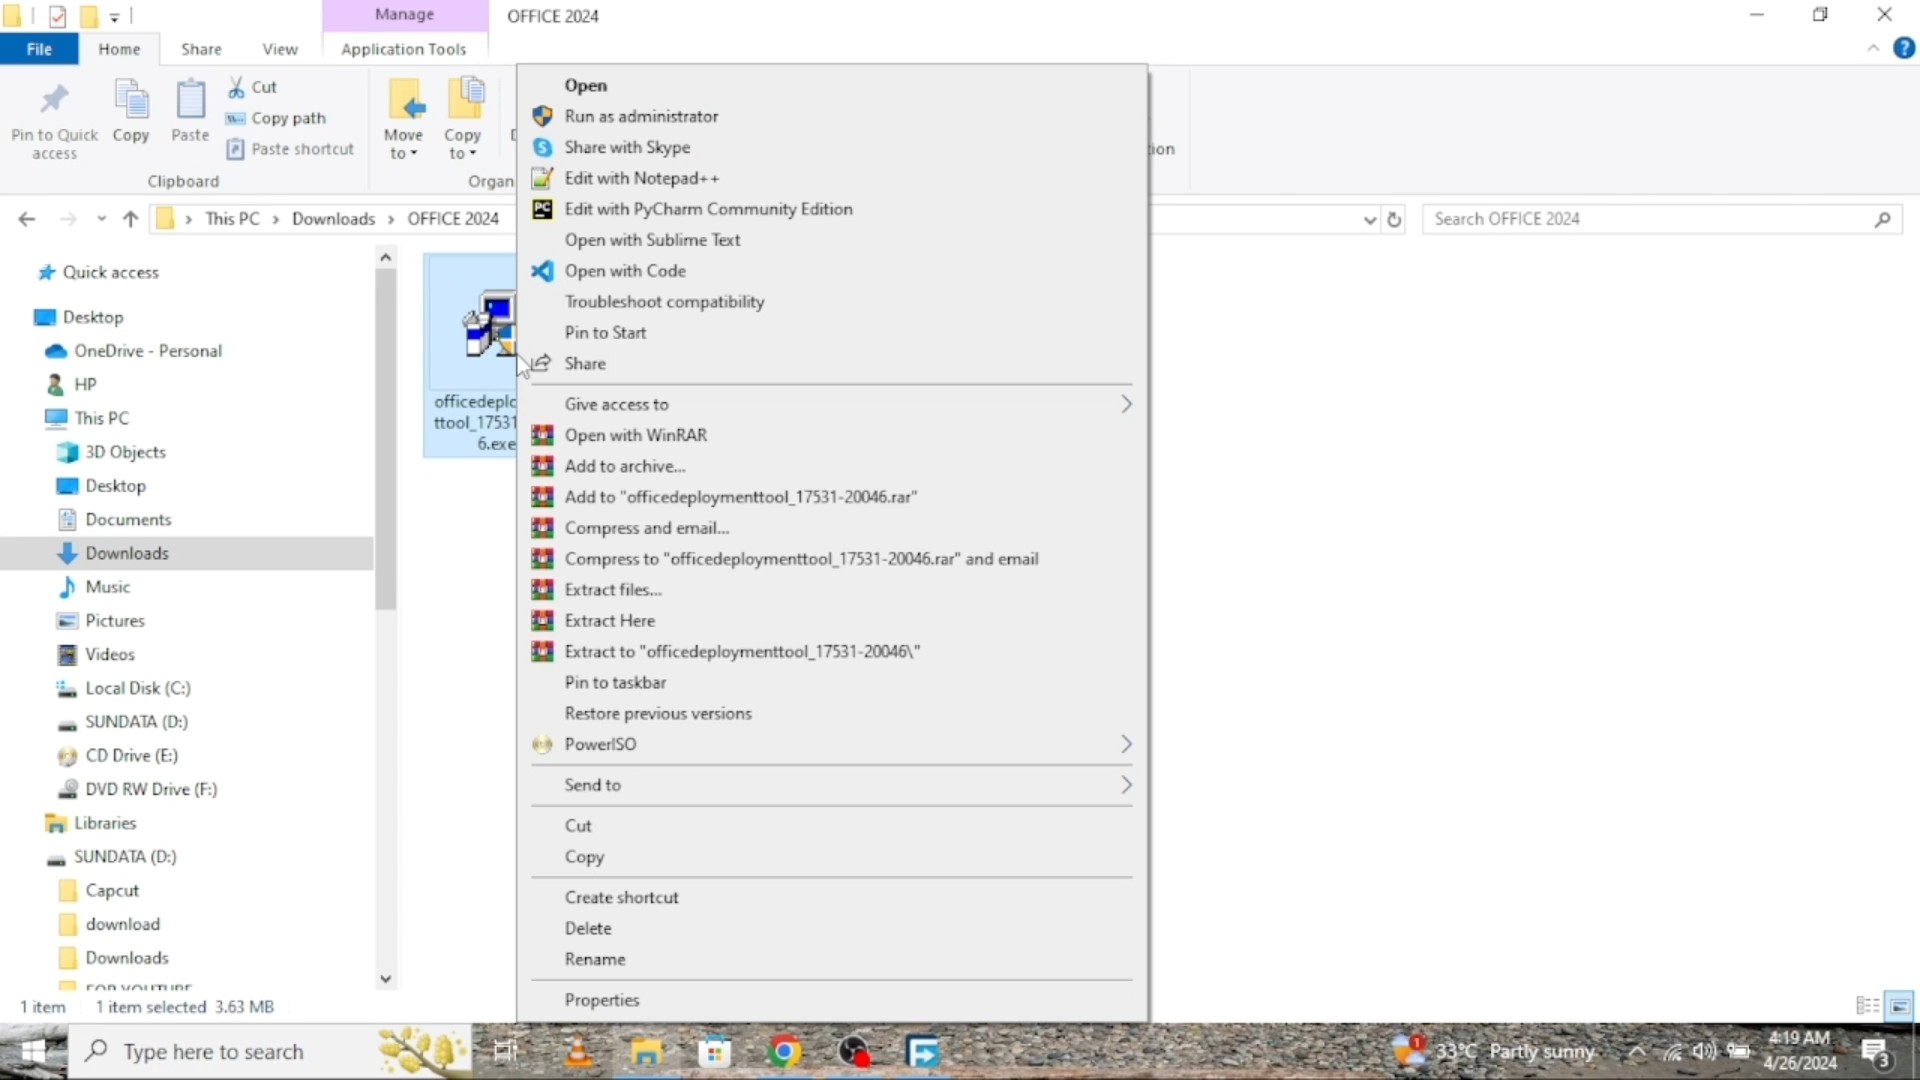 Manage
OFFICE 2024
File
Home
Share
View
Application Tools
Pin to Quick
access
Copy
Paste
Cut
Copy path
Paste shortcut
Move
to
Copy
to
Clipboard
Organ
tion
This PC > Downloads > OFFICE 2024
Search OFFICE 2024
Quick access
Desktop
OneDrive - Personal
HP
This PC
3D Objects
Desktop
Documents
Downloads
Music
Pictures
Videos
Local Disk (C:)
SUNDATA (D:)
CD Drive (E:)
DVD RW Drive (F:)
Libraries
SUNDATA (D:)
Capcut
download
Downloads
FOR YOUTUBE
officedeplo
ttool_17531
6.exe
Open
Run as administrator
Share with Skype
Edit with Notepad++
Edit with PyCharm Community Edition
Open with Sublime Text
Open with Code
Troubleshoot compatibility
Pin to Start
Share
Give access to
Open with WinRAR
Add to archive...
Add to "officedeploymenttool_17531-20046.rar"
Compress and email...
Compress to "officedeploymenttool_17531-20046.rar" and email
Extract files...
Extract Here
Extract to "officedeploymenttool_17531-20046\"
Pin to taskbar
Restore previous versions
PowerISO
Send to
Cut
Copy
Create shortcut
Delete
Rename
Properties
1 item
1 item selected 3.63 MB
Type here to search
1
33°C Partly sunny
4:19 AM
4/26/2024
3